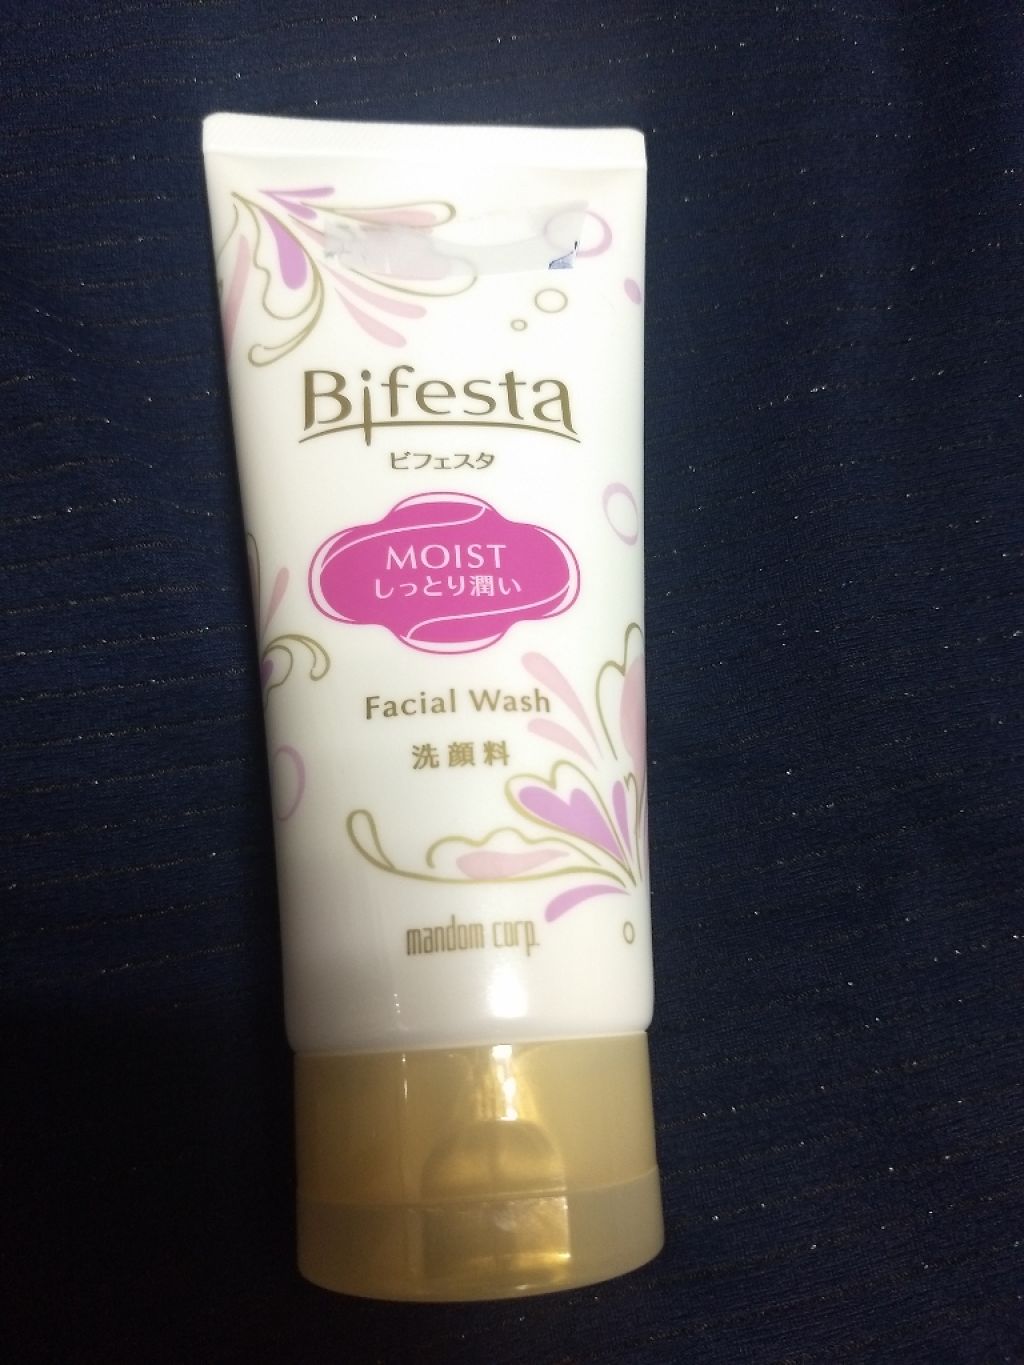 Bifesta
ビフェスタ
MOIST
しっとり潤い
Facial Wash
洗顔料
mandom corp.